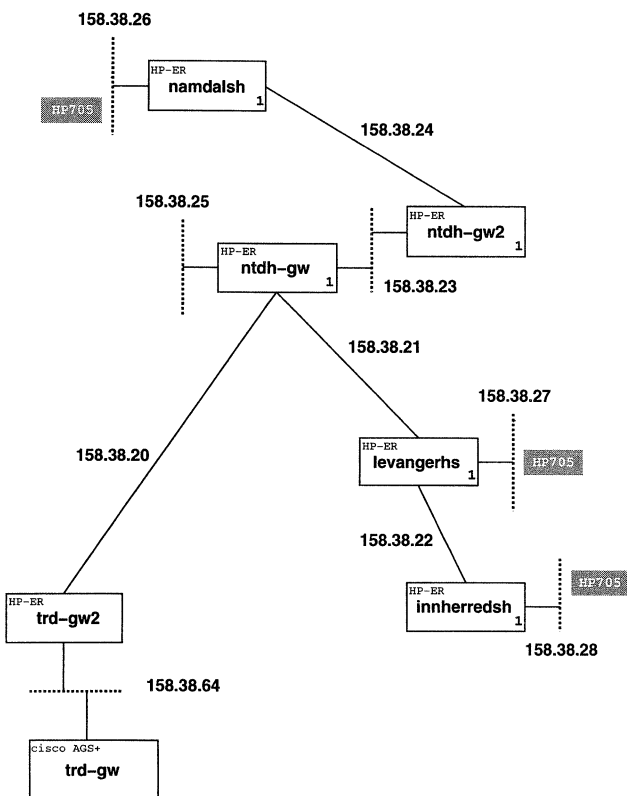 158.38.26
HP-ER
namdalsh
1
HP705
158.38.24
158.38.25
HP-ER
ntdh-gw2
1
HP-ER
ntdh-gw
1
158.38.23
158.38.21
158.38.27
158.38.20
HP-ER
levangerhs
1
HP705
158.38.22
HP705
HP-ER
innherredsh
1
HP-ER
trd-gw2
158.38.28
158.38.64
cisco AGS+
trd-gw